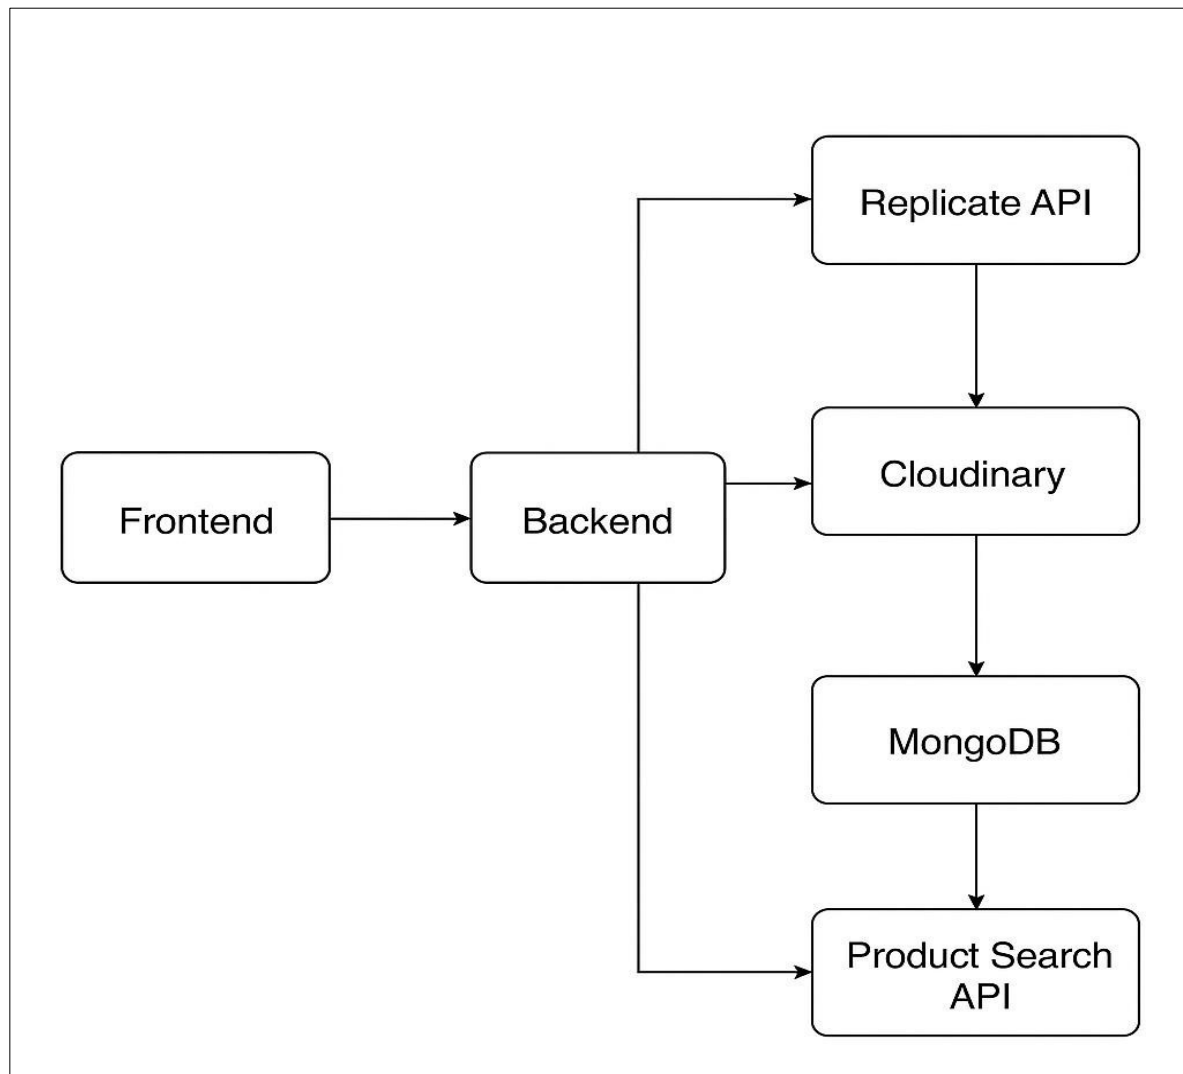 Replicate API
Cloudinary
Frontend
Backend
MongoDB
Product Search
API